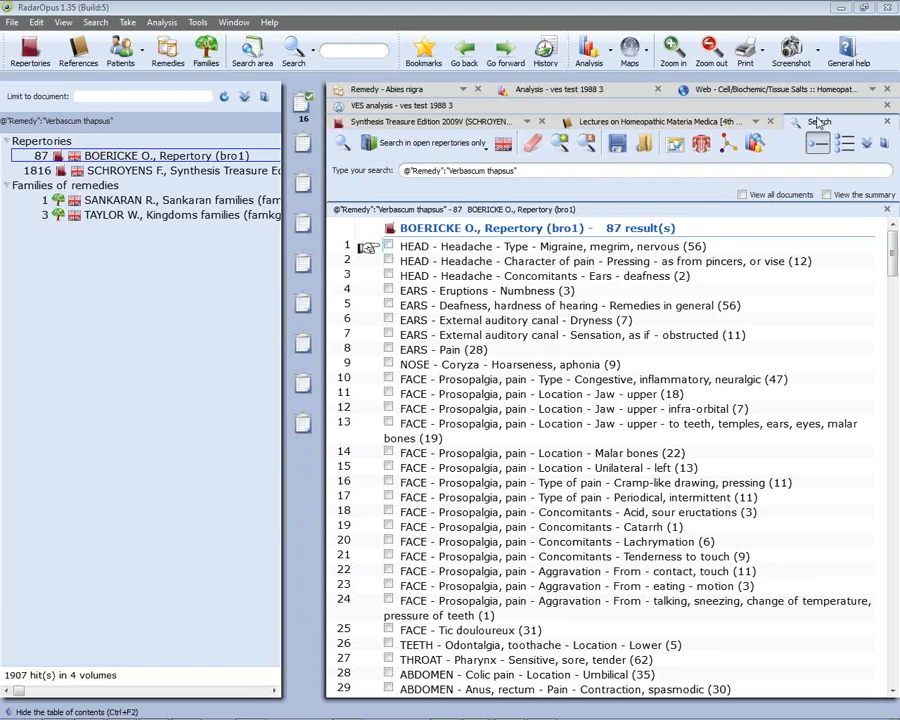 RadarOpus 1.35 (Build:5)
File Edit View Search Take Analysis Tools Window Help
Repertories References Patients Remedies Families Search area Search Bookmarks Go back Go forward History Analysis Maps Zoom in Zoom out Print Screenshot General help
Limit to document:
@"Remedy":"Verbascum thapsus"
Repertories
87 BOERICKE O., Repertory (bro1)
1816 SCHROYENS F., Synthesis Treasure Ec
Families of remedies
1 SANKARAN R., Sankaran families (fam
3 TAYLOR W., Kingdoms families (famkg
1907 hit(s) in 4 volumes
Hide the table of contents (Ctrl+F2)
16
Remedy - Abies nigra
Analysis - ves test 1988 3
Web - Cell/Biochemic/Tissue Salts :: Homeopat...
VES analysis - ves test 1988 3
Synthesis Treasure Edition 2009V (SCHROYEN...
Lectures on Homeopathic Materia Medica [4th ...
Search
Search in open repertories only
Type your search: @"Remedy":"Verbascum thapsus"
View all documents View the summary
@"Remedy":"Verbascum thapsus" - 87 BOERICKE O., Repertory (bro1)
BOERICKE O., Repertory (bro1) - 87 result(s)
1 HEAD - Headache - Type - Migraine, megrim, nervous (56)
2 HEAD - Headache - Character of pain - Pressing - as from pincers, or vise (12)
3 HEAD - Headache - Concomitants - Ears - deafness (2)
4 EARS - Eruptions - Numbness (3)
5 EARS - Deafness, hardness of hearing - Remedies in general (56)
6 EARS - External auditory canal - Dryness (7)
7 EARS - External auditory canal - Sensation, as if - obstructed (11)
8 EARS - Pain (28)
9 NOSE - Coryza - Hoarseness, aphonia (9)
10 FACE - Prosopalgia, pain - Type - Congestive, inflammatory, neuralgic (47)
11 FACE - Prosopalgia, pain - Location - Jaw - upper (18)
12 FACE - Prosopalgia, pain - Location - Jaw - upper - infra-orbital (7)
13 FACE - Prosopalgia, pain - Location - Jaw - upper - to teeth, temples, ears, eyes, malar
bones (19)
14 FACE - Prosopalgia, pain - Location - Malar bones (22)
15 FACE - Prosopalgia, pain - Location - Unilateral - left (13)
16 FACE - Prosopalgia, pain - Type of pain - Cramp-like drawing, pressing (11)
17 FACE - Prosopalgia, pain - Type of pain - Periodical, intermittent (11)
18 FACE - Prosopalgia, pain - Concomitants - Acid, sour eructations (3)
19 FACE - Prosopalgia, pain - Concomitants - Catarrh (1)
20 FACE - Prosopalgia, pain - Concomitants - Lachrymation (6)
21 FACE - Prosopalgia, pain - Concomitants - Tenderness to touch (9)
22 FACE - Prosopalgia, pain - Aggravation - From - contact, touch (11)
23 FACE - Prosopalgia, pain - Aggravation - From - eating - motion (3)
24 FACE - Prosopalgia, pain - Aggravation - From - talking, sneezing, change of temperature,
pressure of teeth (1)
25 FACE - Tic douloureux (31)
26 TEETH - Odontalgia, toothache - Location - Lower (5)
27 THROAT - Pharynx - Sensitive, sore, tender (62)
28 ABDOMEN - Colic pain - Location - Umbilical (35)
29 ABDOMEN - Anus, rectum - Pain - Contraction, spasmodic (30)